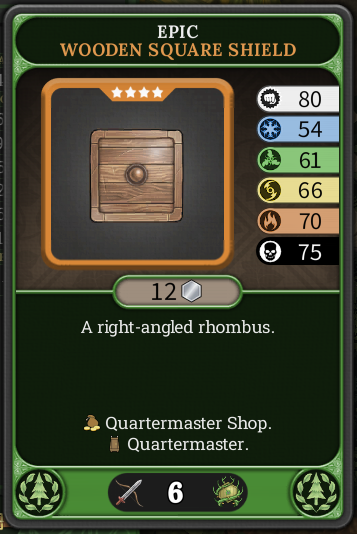 EPIC
WOODEN SQUARE SHIELD
80
54
61
66
70
75
12
A right-angled rhombus.
Quartermaster Shop.
Quartermaster.
6